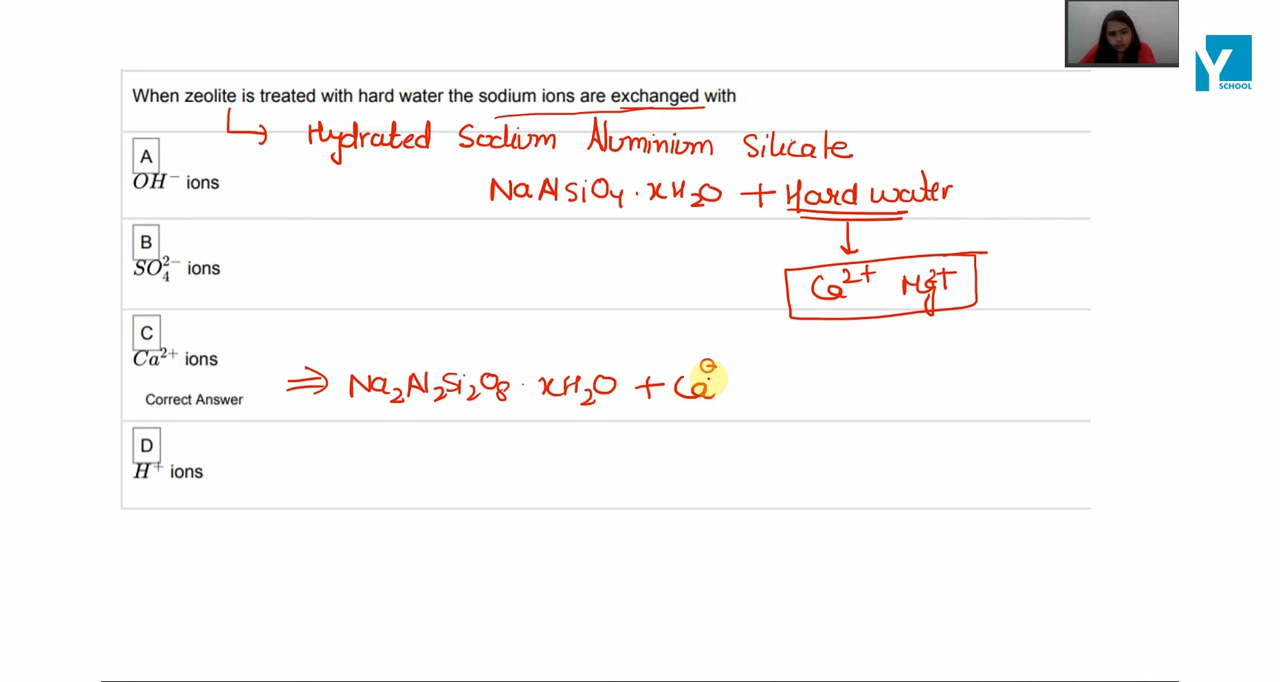 Y
SCHOOL
When zeolite is treated with hard water the sodium ions are exchanged with
Hydrated Sodium Aluminium Silicate
A
OH⁻ ions
NaAlSiO4·xH2O + Hard water
B
SO₄²⁻ ions
Ca²⁺ Mg²⁺
C
Ca²⁺ ions
⇒ Na₂Al₂Si₂O₈·xH₂O + Ca
Correct Answer
D
H⁺ ions